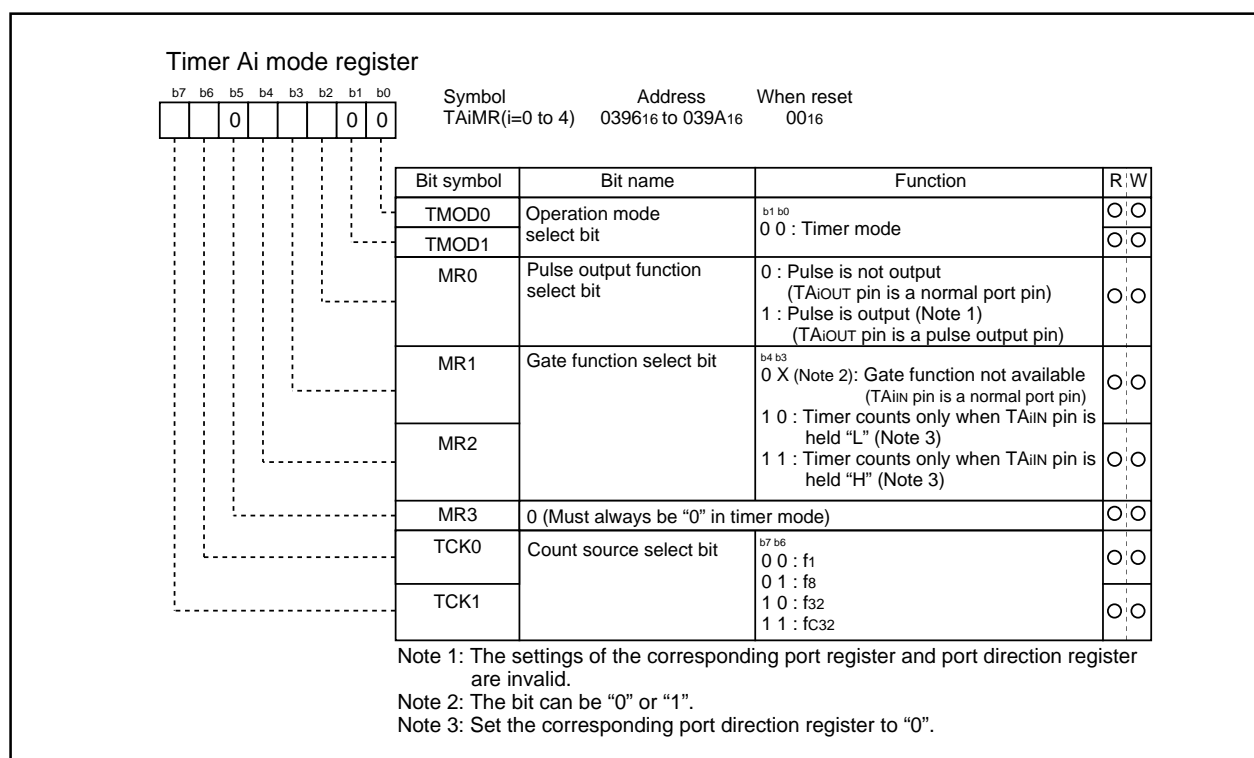 Timer Ai mode register
b7 b6 b5 b4 b3 b2 b1 b0
0 0 0
Symbol Address When reset
TAiMR(i=0 to 4) 039616 to 039A16 0016
Bit symbol Bit name Function R W
TMOD0 Operation mode b1 b0
TMOD1 select bit 0 0 : Timer mode
MR0 Pulse output function 0 : Pulse is not output
select bit (TAiOUT pin is a normal port pin)
1 : Pulse is output (Note 1)
(TAiOUT pin is a pulse output pin)
MR1 Gate function select bit b4 b3
0 X (Note 2): Gate function not available
(TAiIN pin is a normal port pin)
1 0 : Timer counts only when TAiIN pin is
MR2 held “L” (Note 3)
1 1 : Timer counts only when TAiIN pin is
held “H” (Note 3)
MR3 0 (Must always be “0” in timer mode)
TCK0 Count source select bit b7 b6
0 0 : f1
0 1 : f8
TCK1 1 0 : f32
1 1 : fC32
Note 1: The settings of the corresponding port register and port direction register
are invalid.
Note 2: The bit can be “0” or “1”.
Note 3: Set the corresponding port direction register to “0”.